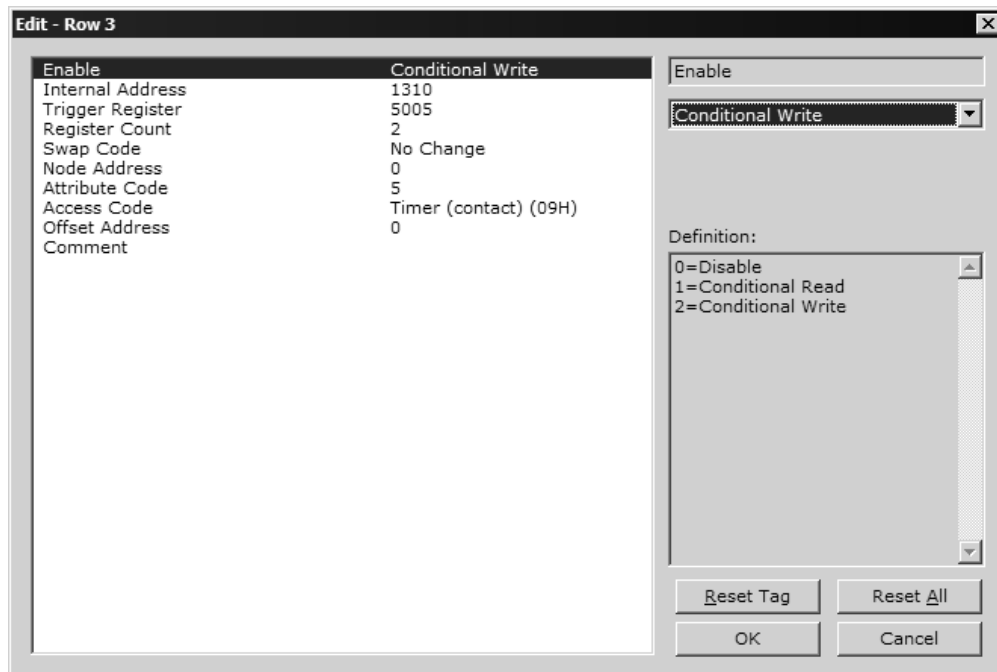 Edit - Row 3
Enable Conditional Write
Internal Address 1310
Trigger Register 5005
Register Count 2
Swap Code No Change
Node Address 0
Attribute Code 5
Access Code Timer (contact) (09H)
Offset Address 0
Comment
Enable
Conditional Write
Definition:
0=Disable
1=Conditional Read
2=Conditional Write
Reset Tag Reset All
OK Cancel